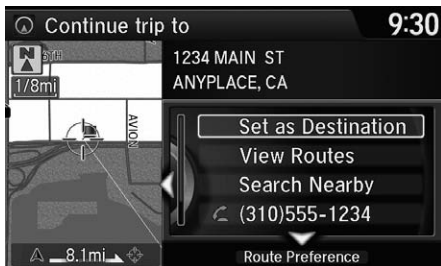 Continue trip to
9:30
N
6TH
1/8mi
AVION
8.1mi
1234 MAIN ST
ANYPLACE, CA
Set as Destination
View Routes
Search Nearby
(310)555-1234
Route Preference